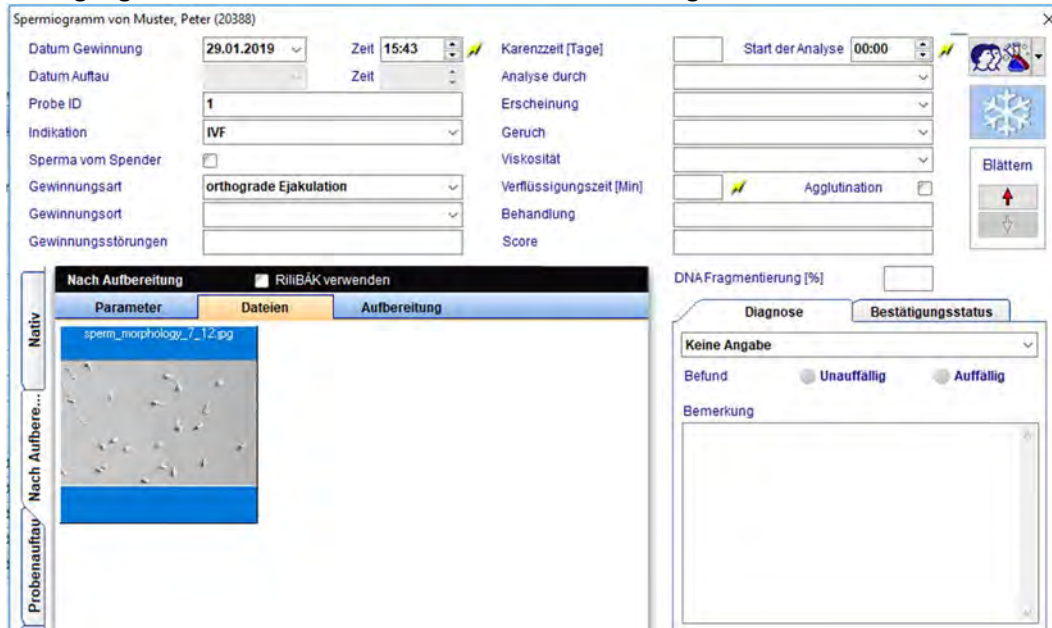 Spermiogramm von Muster, Peter (20388)
Datum Gewinnung 29.01.2019 Zeit 15:43 Karenzzeit [Tage] Start der Analyse 00:00
Datum Auftau Zeit Analyse durch
Probe ID 1 Erscheinung
Indikation IVF Geruch
Sperma vom Spender Viskosität Blättern
Gewinnungsart orthograde Ejakulation Verflüssigungszeit [Min] Agglutination
Gewinnungsort Behandlung
Gewinnungsstörungen Score
Nach Aufbereitung RiliBÄK verwenden DNA Fragmentierung [%]
Parameter Dateien Aufbereitung Diagnose Bestätigungsstatus
Nativ
sperm_morphology_7_12.jpg
Keine Angabe
Befund Unauffällig Auffällig
Bemerkung
Nach Aufbere...
Probenauftau